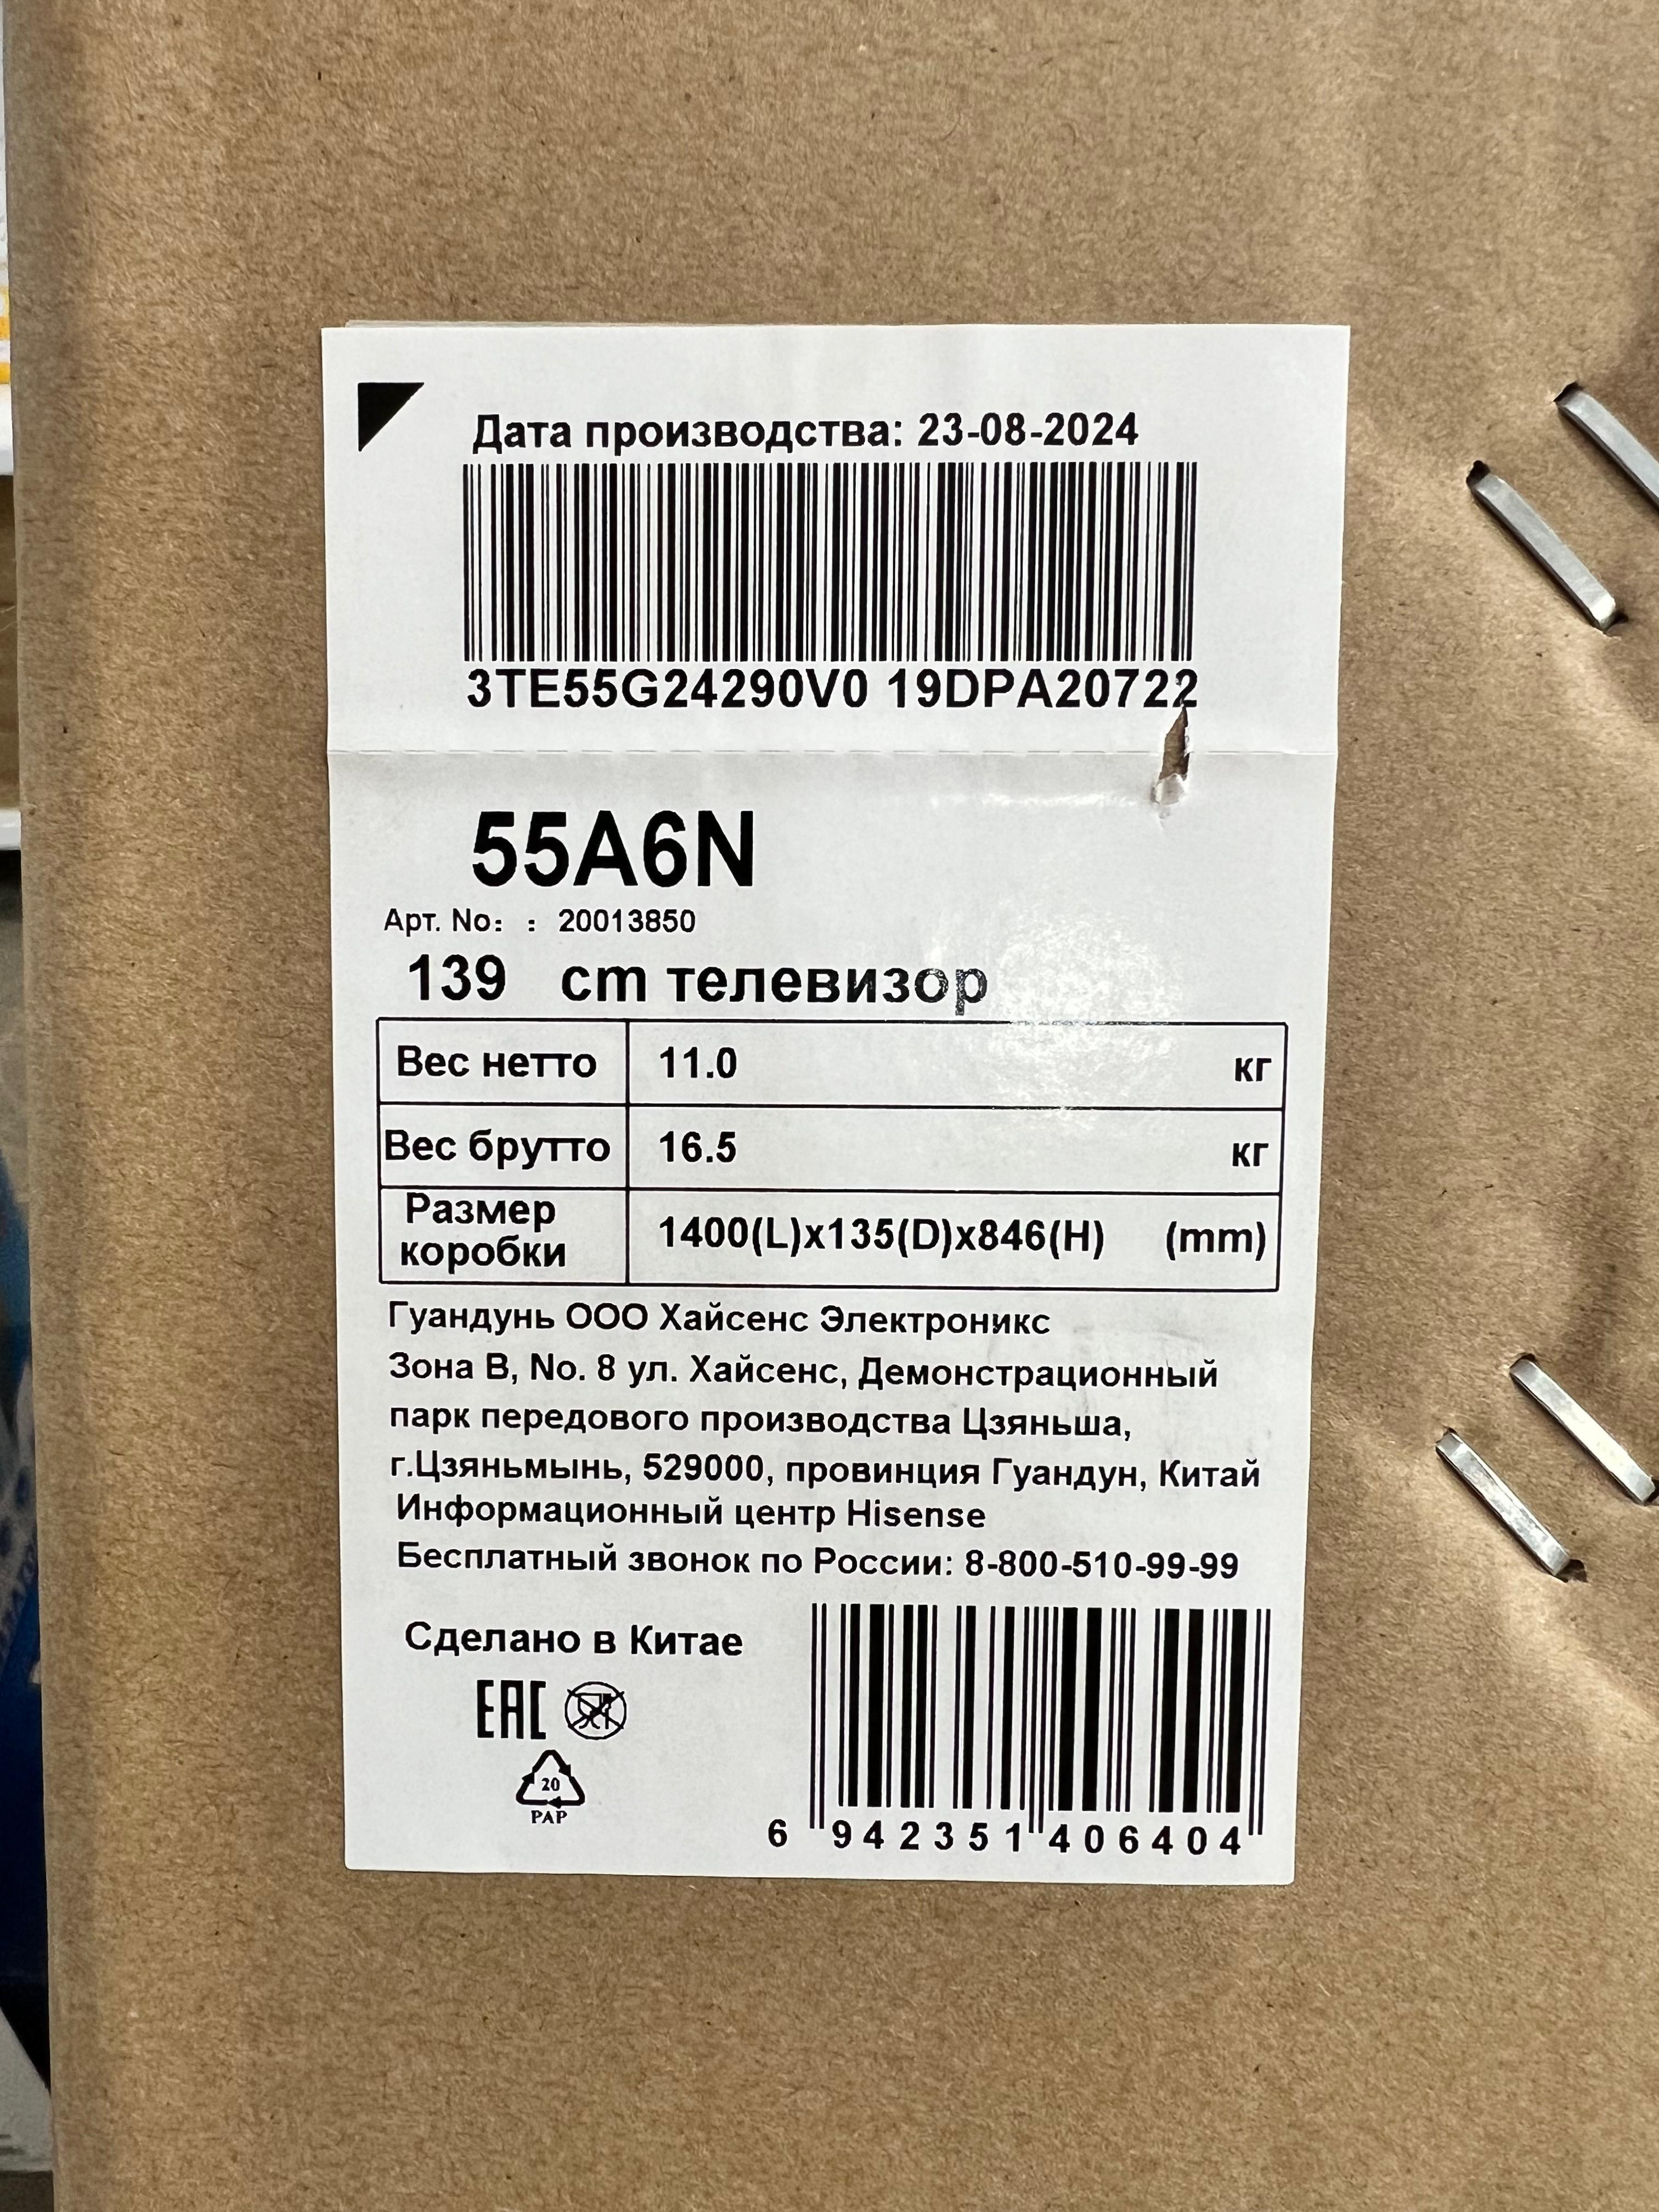 Дата производства: 23-08-2024
3TE55G24290V0 19DPA20722
55A6N
Арт. No: : 20013850
139 cm телевизор
Вес нетто 11.0 кг
Вес брутто 16.5 кг
Размер
коробки 1400(L)x135(D)x846(H) (mm)
Гуандунь ООО Хайсенс Электроникс
Зона В, No. 8 ул. Хайсенс, Демонстрационный
парк передового производства Цзяньша,
г.Цзяньмынь, 529000, провинция Гуандун, Китай
Информационный центр Hisense
Бесплатный звонок по России: 8-800-510-99-99
Сделано в Китае
EAC
20
PAP
6 942351 406404